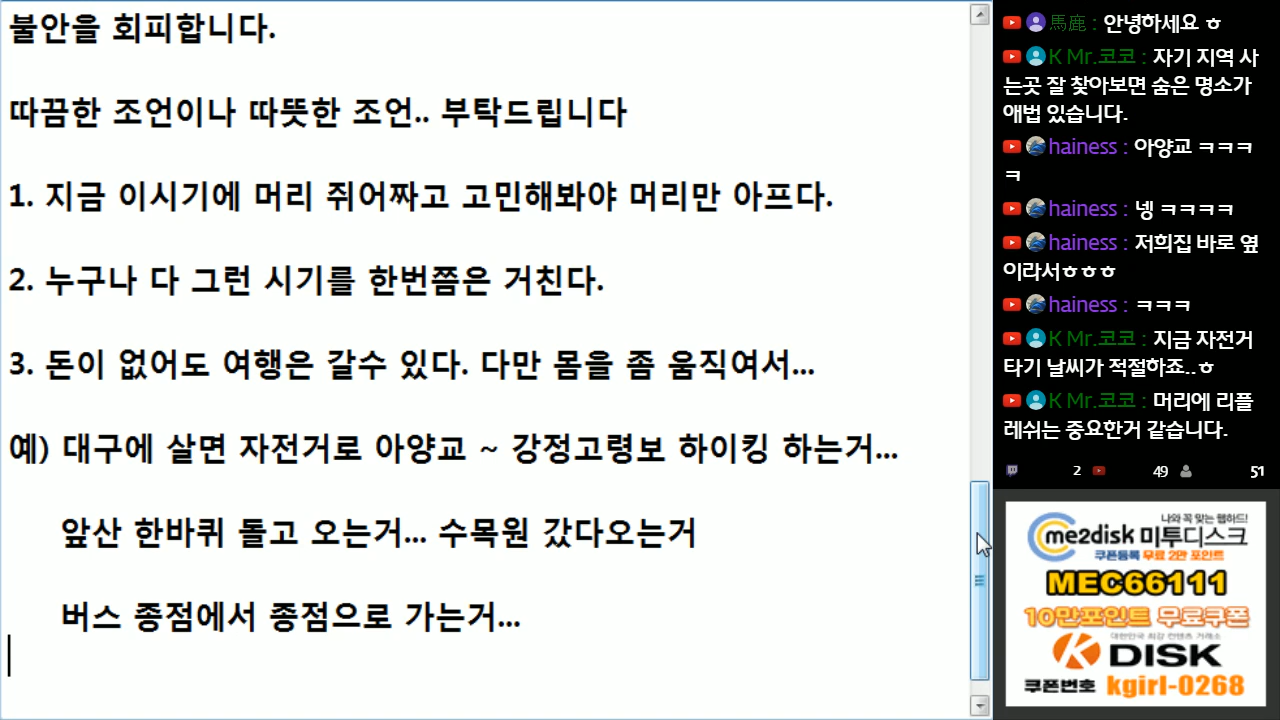 불안을 회피합니다.
따끔한 조언이나 따뜻한 조언.. 부탁드립니다
1. 지금 이시기에 머리 쥐어짜고 고민해봐야 머리만 아프다.
2. 누구나 다 그런 시기를 한번쯤은 거친다.
3. 돈이 없어도 여행은 갈수 있다. 다만 몸을 좀 움직여서...
예) 대구에 살면 자전거로 아양교 ~ 강정고령보 하이킹 하는거...
앞산 한바퀴 돌고 오는거... 수목원 갔다오는거
버스 종점에서 종점으로 가는거...
馬鹿 : 안녕하세요 ㅎ
K Mr.코코 : 자기 지역 사
는곳 잘 찾아보면 숨은 명소가
애법 있습니다.
hainess : 아양교 ㅋㅋㅋ
ㅋ
hainess : 넹 ㅋㅋㅋㅋ
hainess : 저희집 바로 옆
이라서ㅎㅎㅎ
hainess : ㅋㅋㅋ
K Mr.코코 : 지금 자전거
타기 날씨가 적절하죠..ㅎ
K Mr.코코 : 머리에 리플
레쉬는 중요한거 같습니다.
2 49 51
나와 꼭 맞는 웹하드!
me2disk 미투디스크
쿠폰등록 무료 2만 포인트
MEC66111
10만포인트 무료쿠폰
대한민국 최강 컨텐츠 거래소
K DISK
쿠폰번호 kgirl-0268